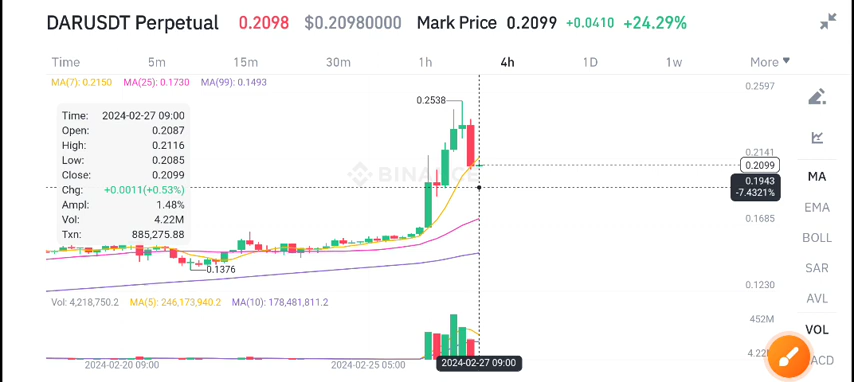 DARUSDT Perpetual 0.2098 $0.20980000 Mark Price 0.2099 +0.0410 +24.29%
Time 5m 15m 30m 1h 4h 1D 1w More
MA(7): 0.2150 MA(25): 0.1730 MA(99): 0.1493
0.2597
0.2538
Time: 2024-02-27 09:00
Open: 0.2087
High: 0.2116
Low: 0.2085
Close: 0.2099
Chg: +0.0011(+0.53%)
Ampl: 1.48%
Vol: 4.22M
Txn: 885,275.88
BINANCE
0.2141
0.2099
0.1943
-7.4321%
0.1685
0.1376
0.1230
MA
EMA
BOLL
SAR
AVL
VOL
Vol: 4,218,750.2 MA(5): 246,173,940.2 MA(10): 178,481,811.2
452M
4.22
ACD
2024-02-20 09:00 2024-02-25 05:00 2024-02-27 09:00